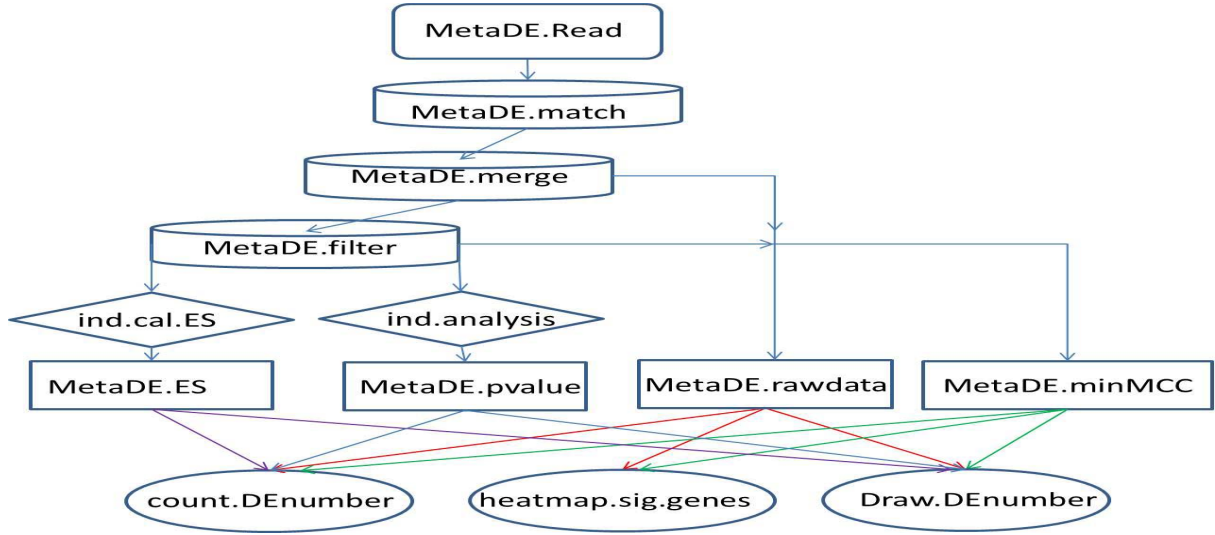 MetaDE.Read
MetaDE.match
MetaDE.merge
MetaDE.filter
ind.cal.ES
ind.analysis
MetaDE.ES
MetaDE.pvalue
MetaDE.rawdata
MetaDE.minMCC
count.DEnumber
heatmap.sig.genes
Draw.DEnumber